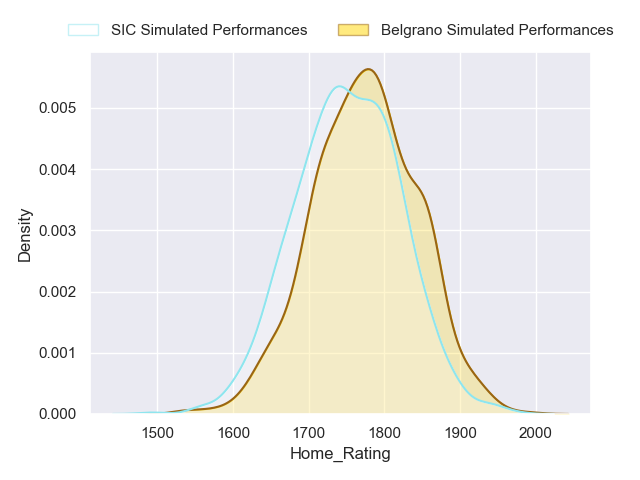 SIC Simulated Performances
Belgrano Simulated Performances
Density
0.005
0.004
0.003
0.002
0.001
0.000
1500 1600 1700 1800 1900 2000
Home_Rating